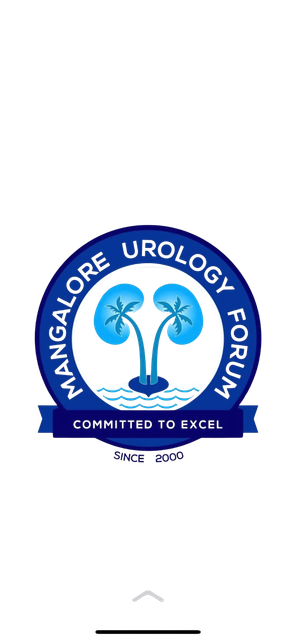 MANGALORE UROLOGY FORUM
COMMITTED TO EXCEL
SINCE 2000